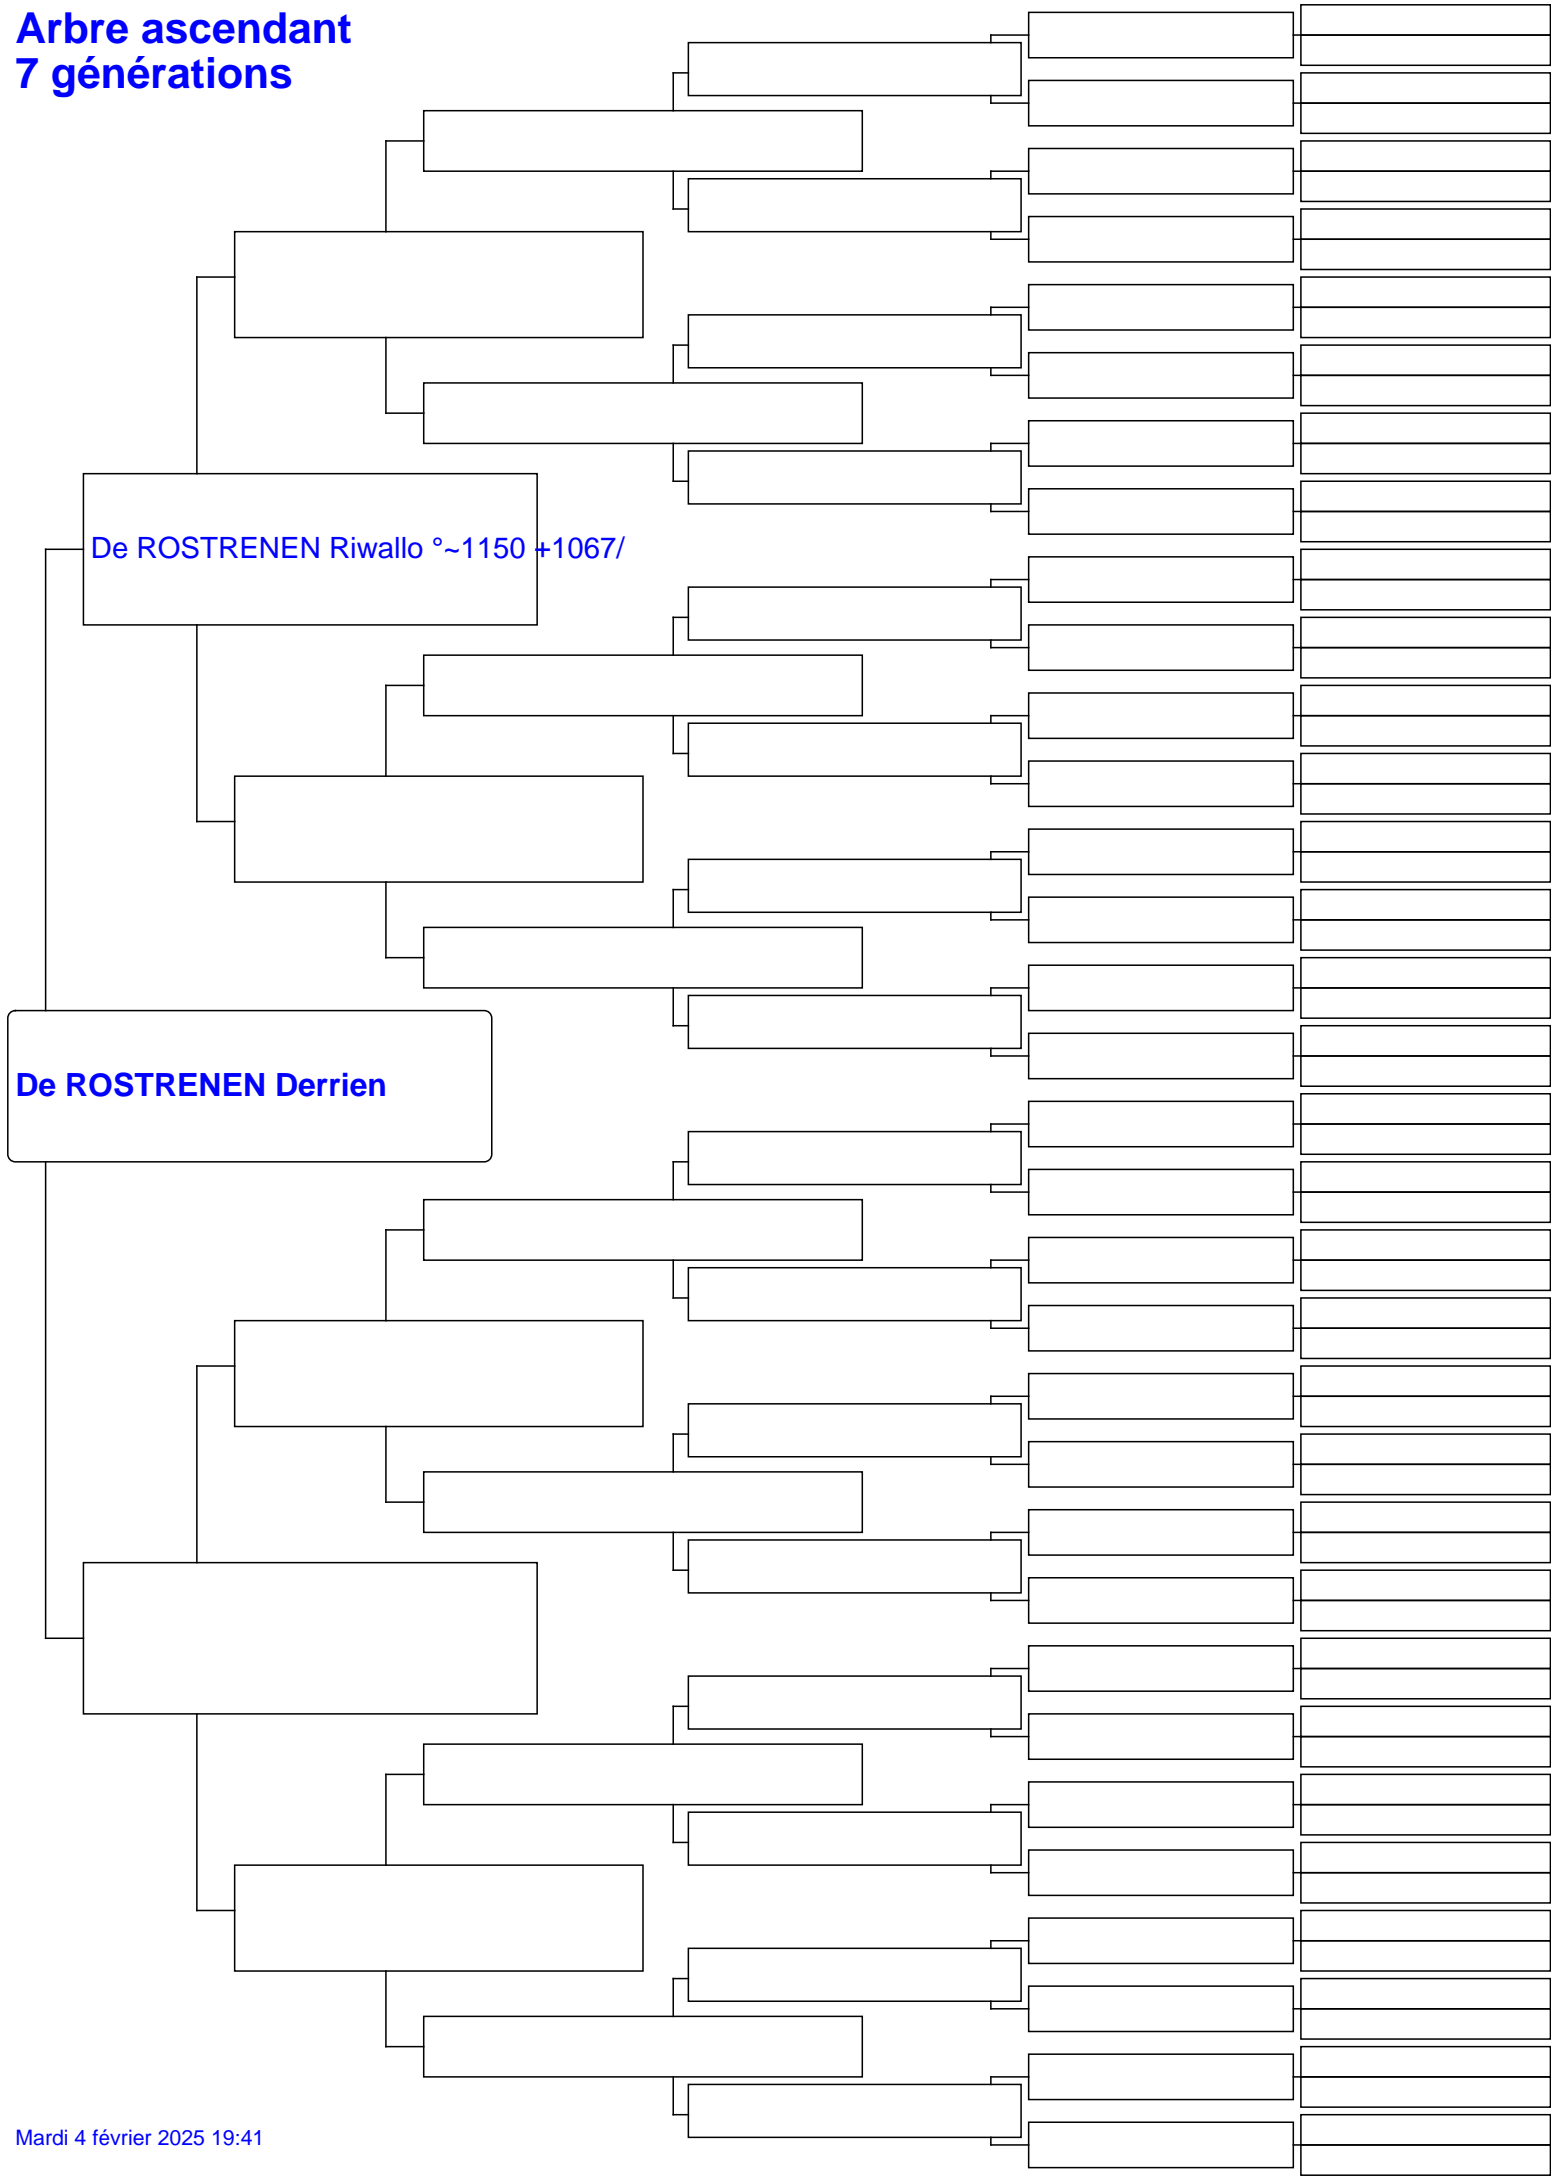 Arbre ascendant
7 générations
De ROSTRENEN Riwallo °~1150 +1067/
De ROSTRENEN Derrien
Mardi 4 février 2025 19:41